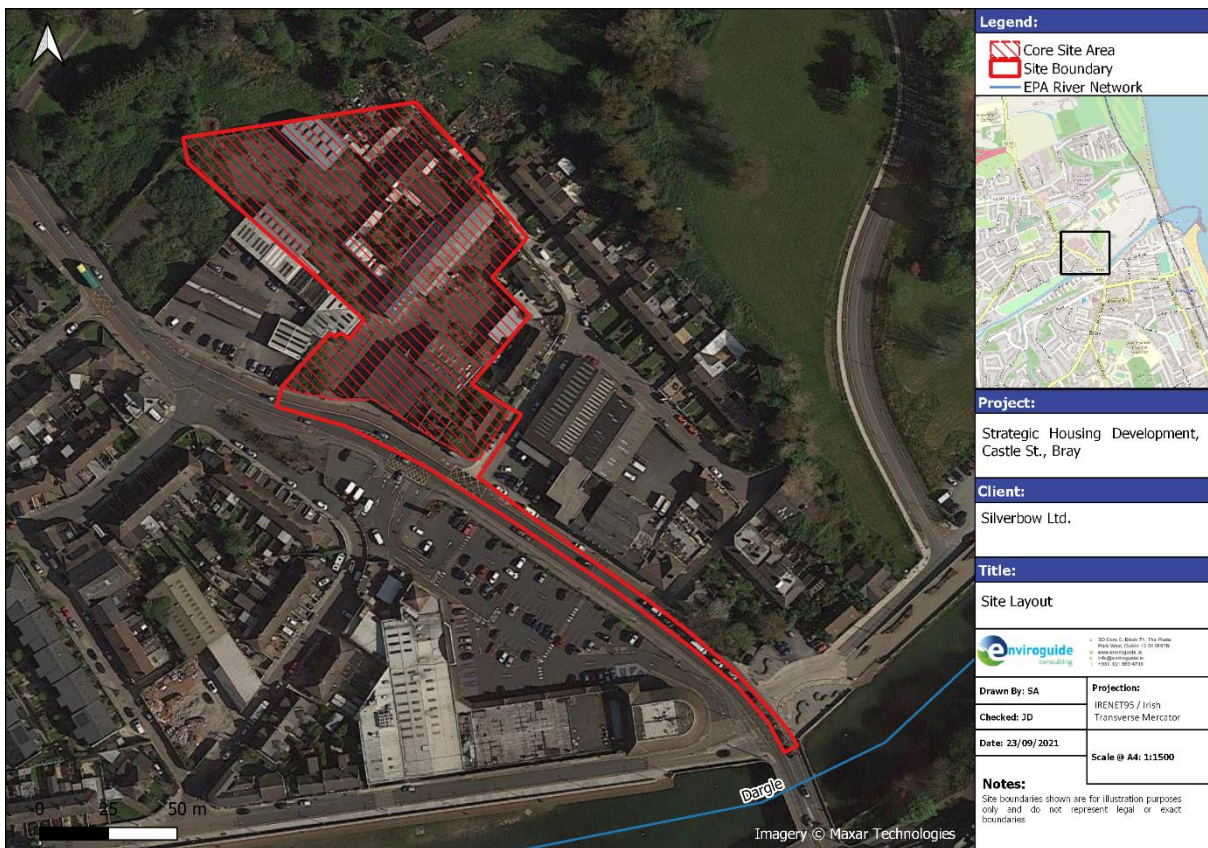 Legend:
Core Site Area
Site Boundary
EPA River Network
Project:
Strategic Housing Development,
Castle St., Bray
Client:
Silverbow Ltd.
Title:
Site Layout
enviroguide
consulting
Drawn By: SA
Checked: JD
Date: 23/09/2021
Projection:
IRENET95 / Irish
Transverse Mercator
Scale @ A4: 1:1500
Notes:
Site boundaries shown are for illustration purposes
only and do not represent legal or exact
boundaries
Dargle
0 25 50 m
Imagery © Maxar Technologies